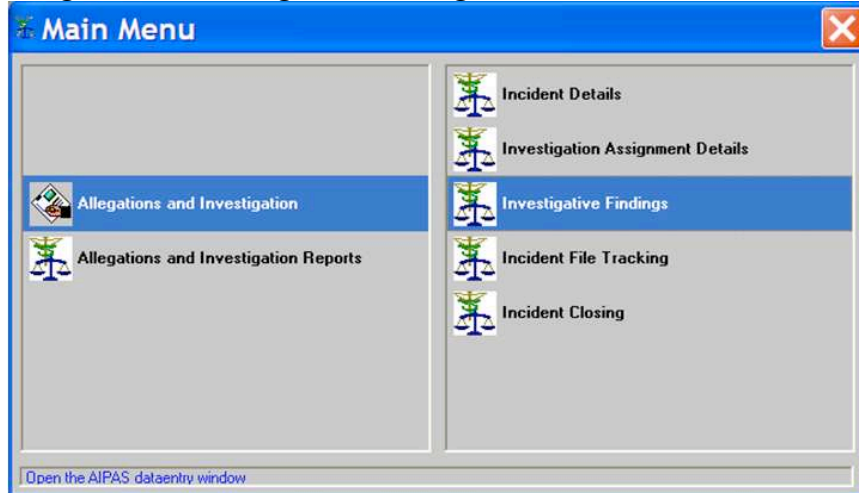 Main Menu
Allegations and Investigation
Allegations and Investigation Reports
Incident Details
Investigation Assignment Details
Investigative Findings
Incident File Tracking
Incident Closing
Open the AIPAS dataentry window